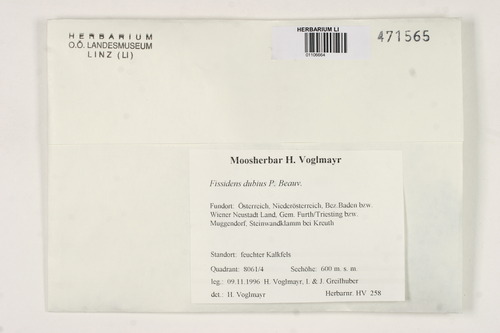 HERBARIUM
O.Ö. LANDESMUSEUM
LINZ (LI)
HERBARIUM LI
471565
Moosherbar H. Voglmayr
Fissidens dubius P. Beauv.
Fundort: Österreich, Niederösterreich, Bez.Baden bzw.
Wiener Neustadt Land, Gem. Furth/Triesting bzw.
Muggendorf, Steinwandklamm bei Kreuth
Standort: feuchter Kalkfels
Quadrant: 8061/4 Seehöhe: 600 m. s. m.
leg.: 09.11.1996 H. Voglmayr, I. & J. Greilhuber
det.: H. Voglmayr Herbarnr. HV 258